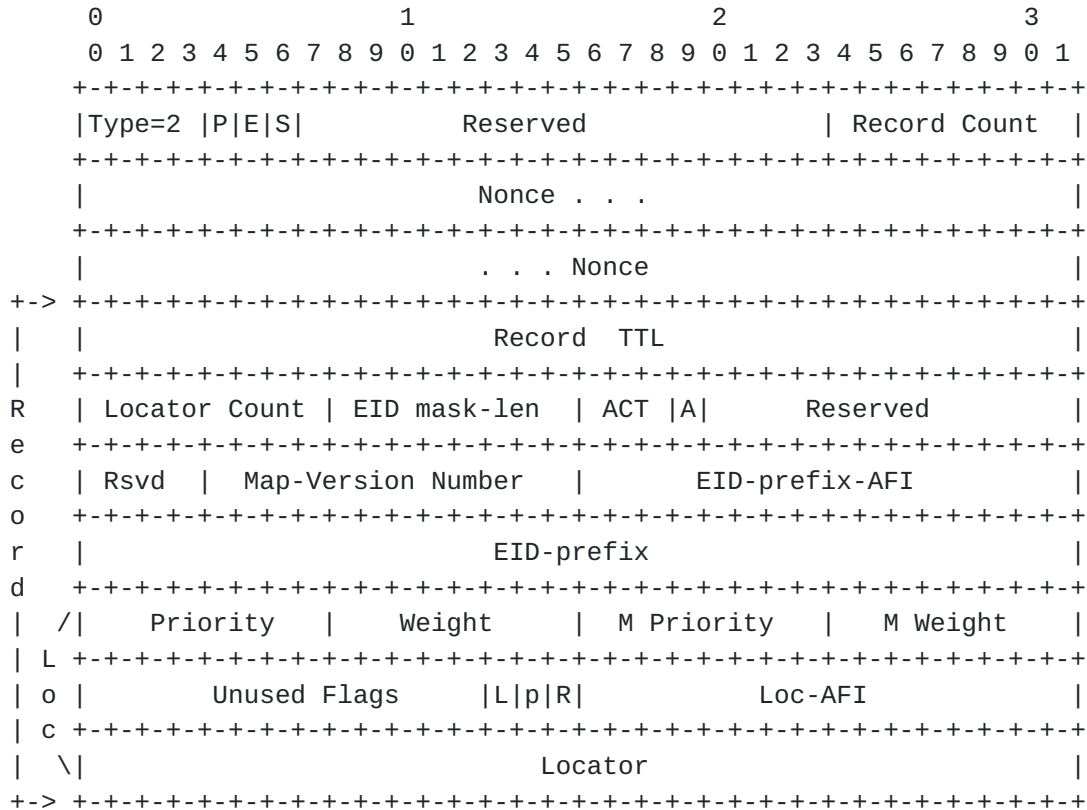 0                   1                   2                   3
        0 1 2 3 4 5 6 7 8 9 0 1 2 3 4 5 6 7 8 9 0 1 2 3 4 5 6 7 8 9 0 1
       +-+-+-+-+-+-+-+-+-+-+-+-+-+-+-+-+-+-+-+-+-+-+-+-+-+-+-+-+-+-+-+-+
       |Type=2 |P|E|S|          Reserved               | Record Count  |
       +-+-+-+-+-+-+-+-+-+-+-+-+-+-+-+-+-+-+-+-+-+-+-+-+-+-+-+-+-+-+-+-+
       |                         Nonce . . .                           |
       +-+-+-+-+-+-+-+-+-+-+-+-+-+-+-+-+-+-+-+-+-+-+-+-+-+-+-+-+-+-+-+-+
       |                         . . . Nonce                           |
   +-> +-+-+-+-+-+-+-+-+-+-+-+-+-+-+-+-+-+-+-+-+-+-+-+-+-+-+-+-+-+-+-+-+
   |   |                          Record  TTL                          |
   |   +-+-+-+-+-+-+-+-+-+-+-+-+-+-+-+-+-+-+-+-+-+-+-+-+-+-+-+-+-+-+-+-+
   R   | Locator Count | EID mask-len  | ACT |A|      Reserved         |
   e   +-+-+-+-+-+-+-+-+-+-+-+-+-+-+-+-+-+-+-+-+-+-+-+-+-+-+-+-+-+-+-+-+
   c   | Rsvd  |  Map-Version Number   |       EID-prefix-AFI          |
   o   +-+-+-+-+-+-+-+-+-+-+-+-+-+-+-+-+-+-+-+-+-+-+-+-+-+-+-+-+-+-+-+-+
   r   |                          EID-prefix                           |
   d   +-+-+-+-+-+-+-+-+-+-+-+-+-+-+-+-+-+-+-+-+-+-+-+-+-+-+-+-+-+-+-+-+
   |  /|    Priority   |    Weight     |  M Priority   |   M Weight    |
   | L +-+-+-+-+-+-+-+-+-+-+-+-+-+-+-+-+-+-+-+-+-+-+-+-+-+-+-+-+-+-+-+-+
   | o |        Unused Flags     |L|p|R|           Loc-AFI             |
   | c +-+-+-+-+-+-+-+-+-+-+-+-+-+-+-+-+-+-+-+-+-+-+-+-+-+-+-+-+-+-+-+-+
   |  \|                             Locator                           |
   +-> +-+-+-+-+-+-+-+-+-+-+-+-+-+-+-+-+-+-+-+-+-+-+-+-+-+-+-+-+-+-+-+-+